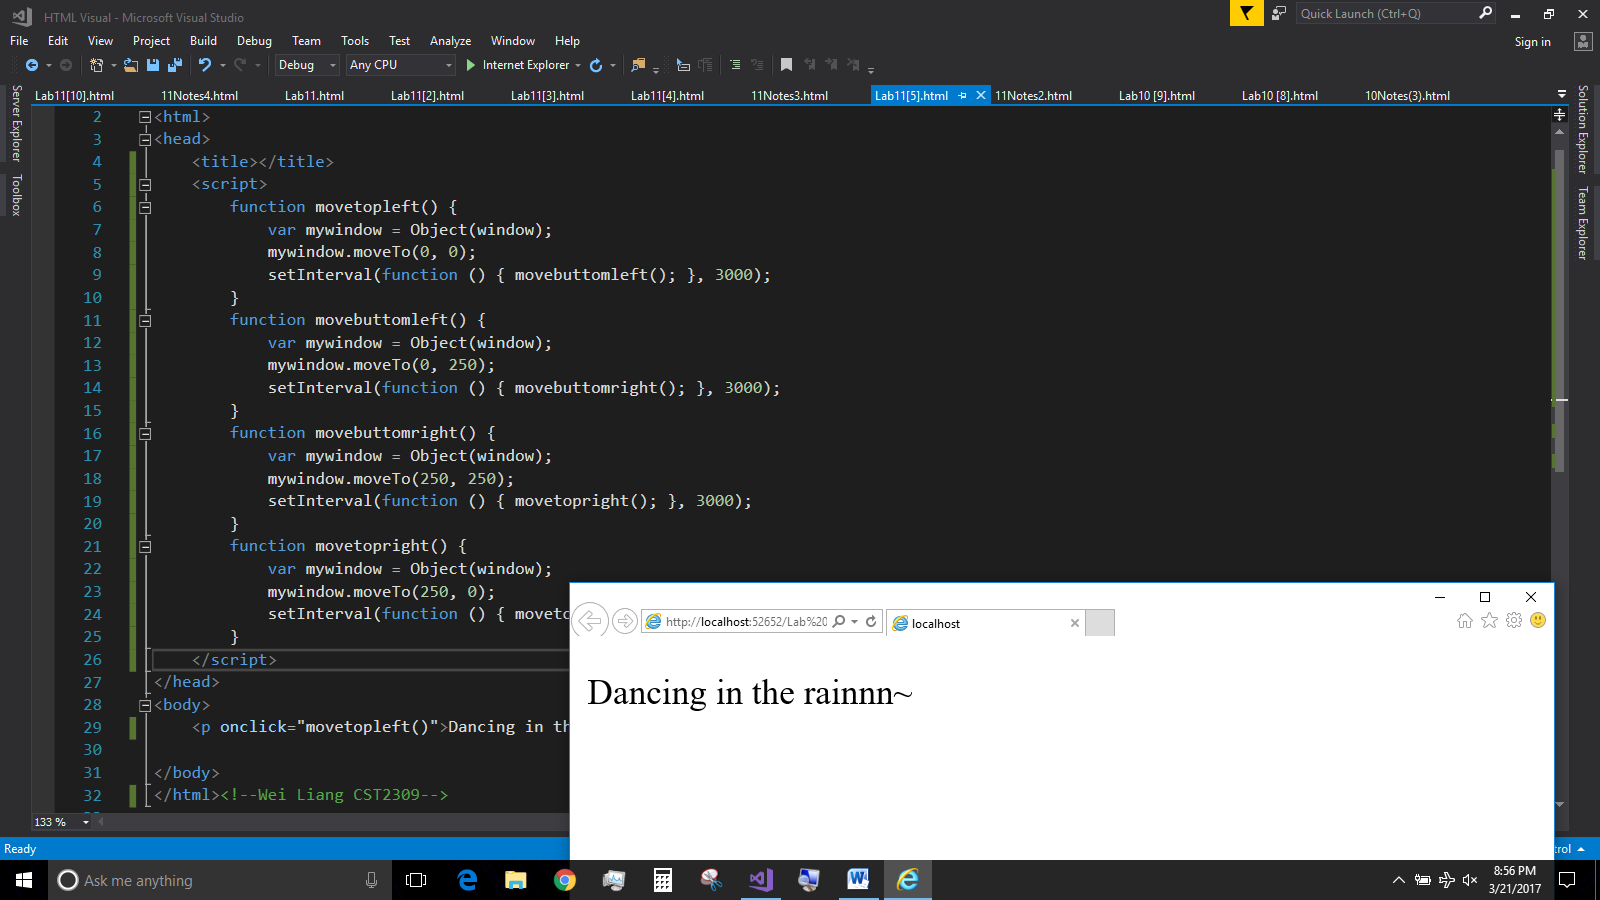 HTML Visual - Microsoft Visual Studio
Quick Launch (Ctrl+Q)
File Edit View Project Build Debug Team Tools Test Analyze Window Help
Sign in
Debug Any CPU Internet Explorer
Lab11[10].html 11Notes4.html Lab11.html Lab11[2].html Lab11[3].html Lab11[4].html 11Notes3.html Lab11[5].html 11Notes2.html Lab10 [9].html Lab10 [8].html 10Notes(3).html
Server Explorer
Toolbox
Solution Explorer
Team Explorer
2 <html>
3 <head>
4 <title></title>
5 <script>
6 function movetopleft() {
7 var mywindow = Object(window);
8 mywindow.moveTo(0, 0);
9 setInterval(function () { movebuttomleft(); }, 3000);
10 }
11 function movebuttomleft() {
12 var mywindow = Object(window);
13 mywindow.moveTo(0, 250);
14 setInterval(function () { movebuttomright(); }, 3000);
15 }
16 function movebuttomright() {
17 var mywindow = Object(window);
18 mywindow.moveTo(250, 250);
19 setInterval(function () { movetopright(); }, 3000);
20 }
21 function movetopright() {
22 var mywindow = Object(window);
23 mywindow.moveTo(250, 0);
24 setInterval(function () {
25 }
26 </script>
27 </head>
28 <body>
29 <p onclick="movetopleft()">Dancing in th
30
31 </body>
32 </html><!--Wei Liang CST2309-->
133 %
http://localhost:52652/Lab%20
localhost
Dancing in the rainnn~
Ready
trol
Ask me anything
8:56 PM
3/21/2017